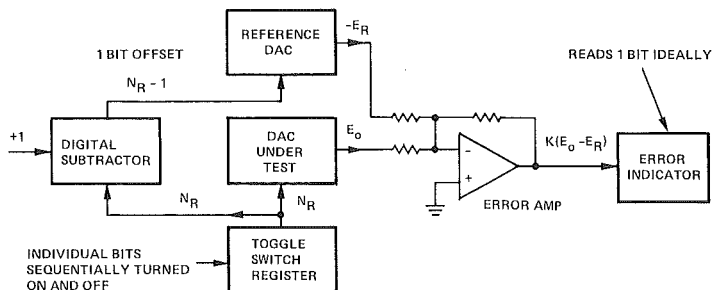 REFERENCE
DAC
-E_R
1 BIT OFFSET
READS 1 BIT IDEALLY
N_R - 1
+1
DIGITAL
SUBTRACTOR
DAC
UNDER
TEST
E_o
-
+
K(E_o - E_R)
ERROR
INDICATOR
ERROR AMP
N_R
N_R
INDIVIDUAL BITS
SEQUENTIALLY TURNED
ON AND OFF
TOGGLE
SWITCH
REGISTER